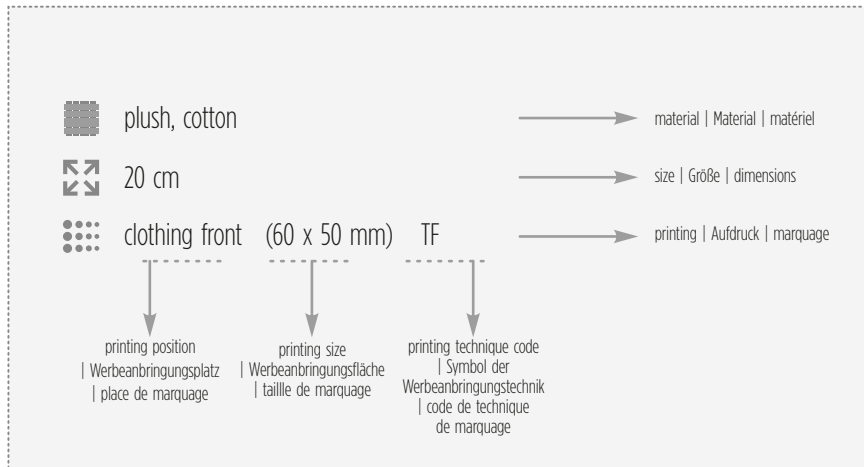 plush, cotton
material | Material | matériel
20 cm
size | Größe | dimensions
clothing front (60 x 50 mm) TF
printing | Aufdruck | marquage
printing position
| Werbeanbringungsplatz
| place de marquage
printing size
| Werbeanbringungsfläche
| taillle de marquage
printing technique code
| Symbol der
Werbeanbringungstechnik
| code de technique
de marquage